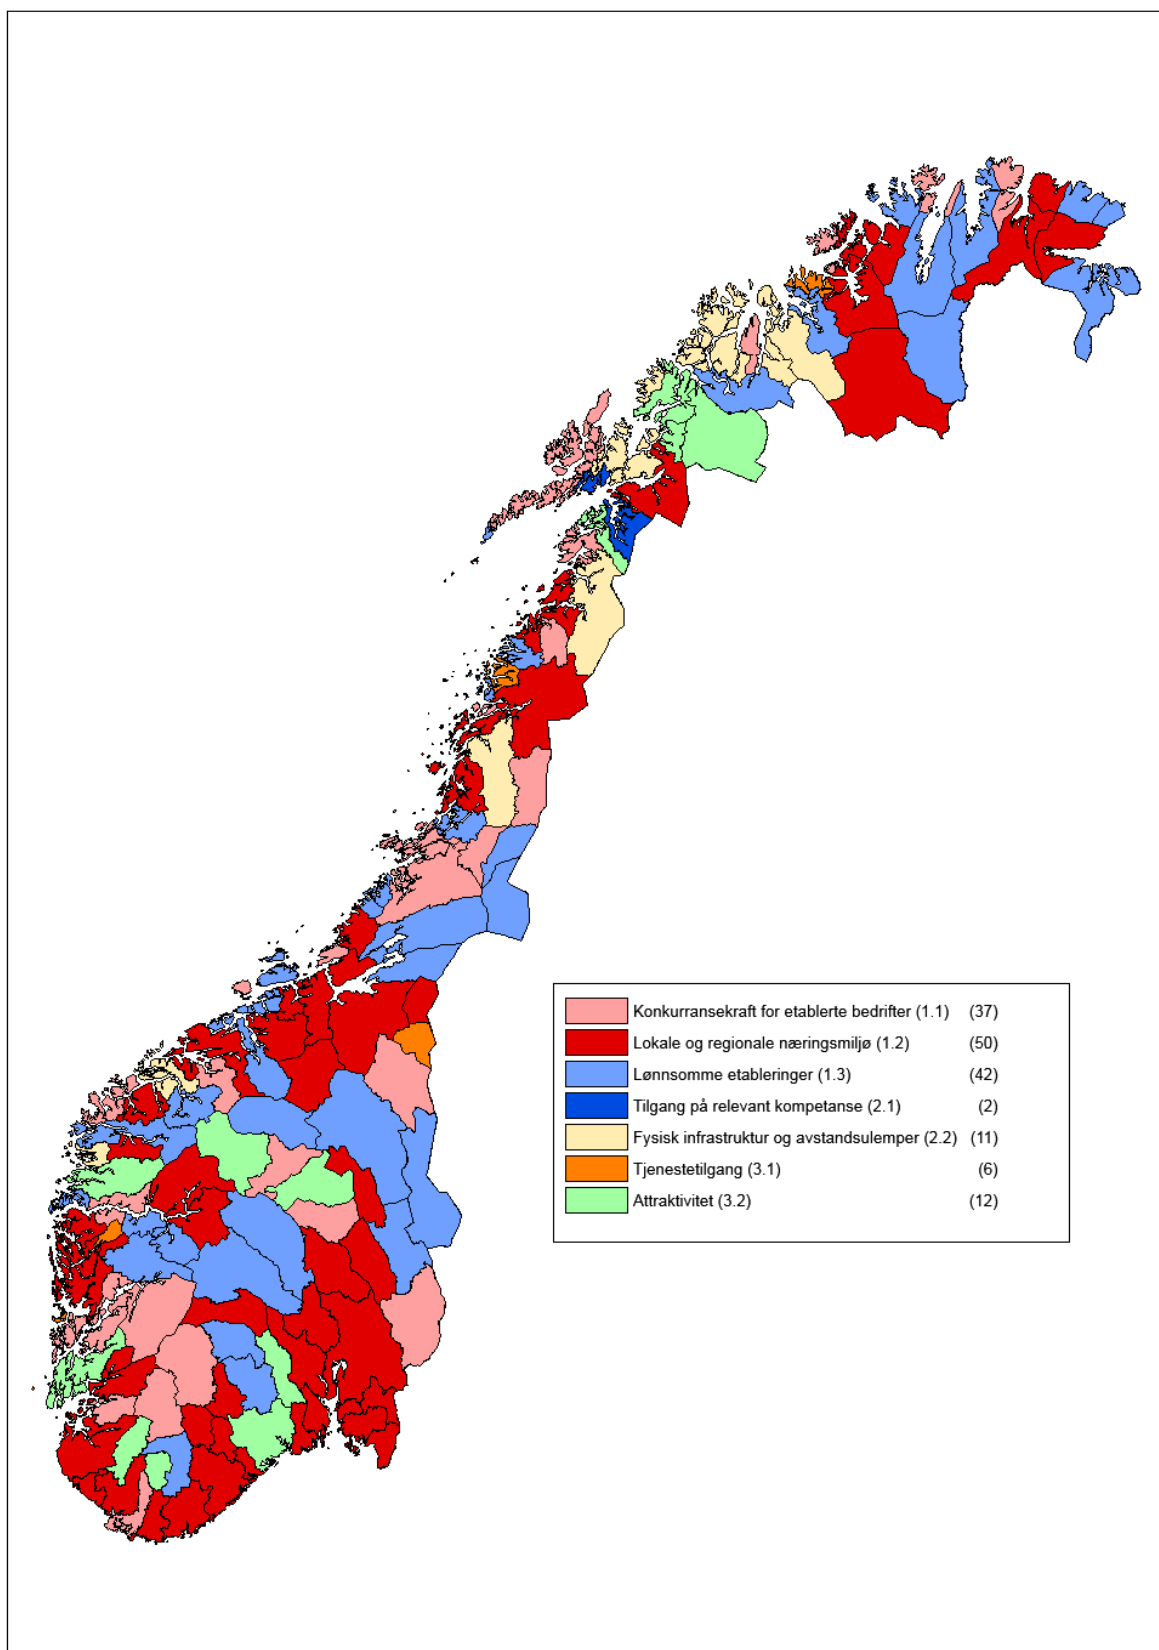 Konkurransekraft for etablerte bedrifter (1.1) (37)
Lokale og regionale næringsmiljø (1.2) (50)
Lønnsomme etableringer (1.3) (42)
Tilgang på relevant kompetanse (2.1) (2)
Fysisk infrastruktur og avstandsulemper (2.2) (11)
Tjenestetilgang (3.1) (6)
Attraktivitet (3.2) (12)